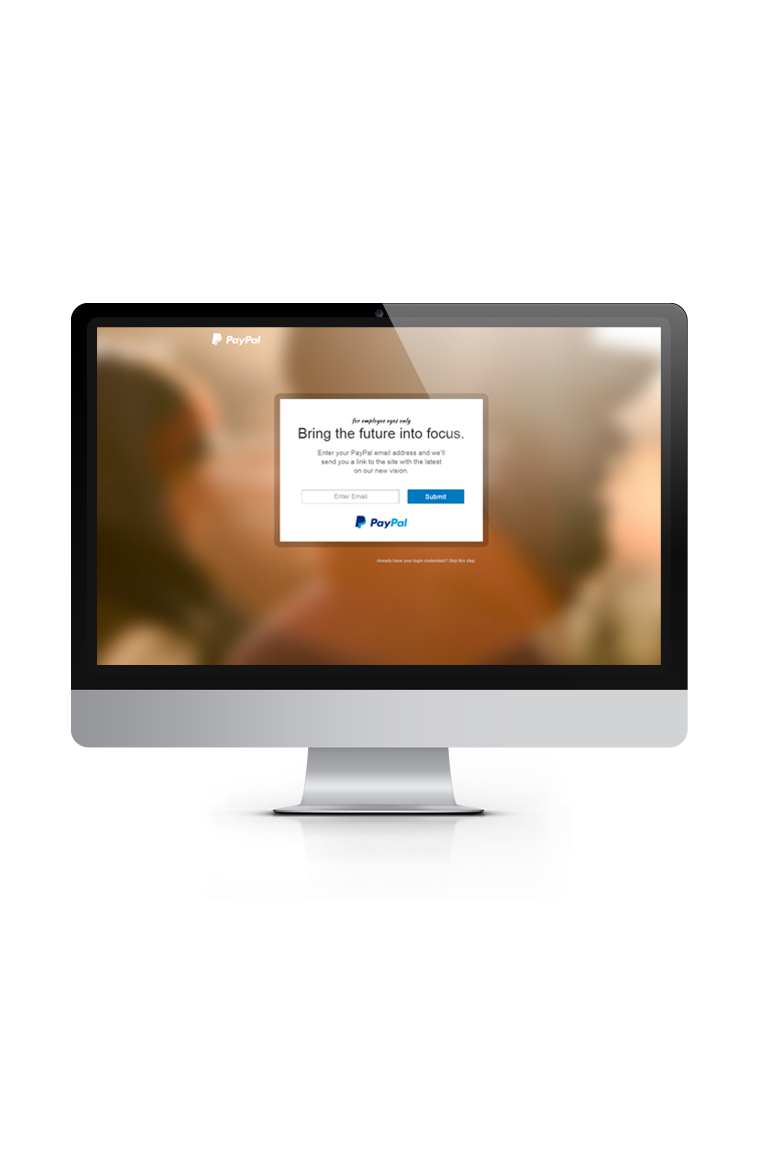 PayPal
for employee eyes only
Bring the future into focus.
Enter your PayPal email address and we'll
send you a link to the site with the latest
on our new vision.
Enter Email
Submit
PayPal
Already have your login credentials? Skip this step.